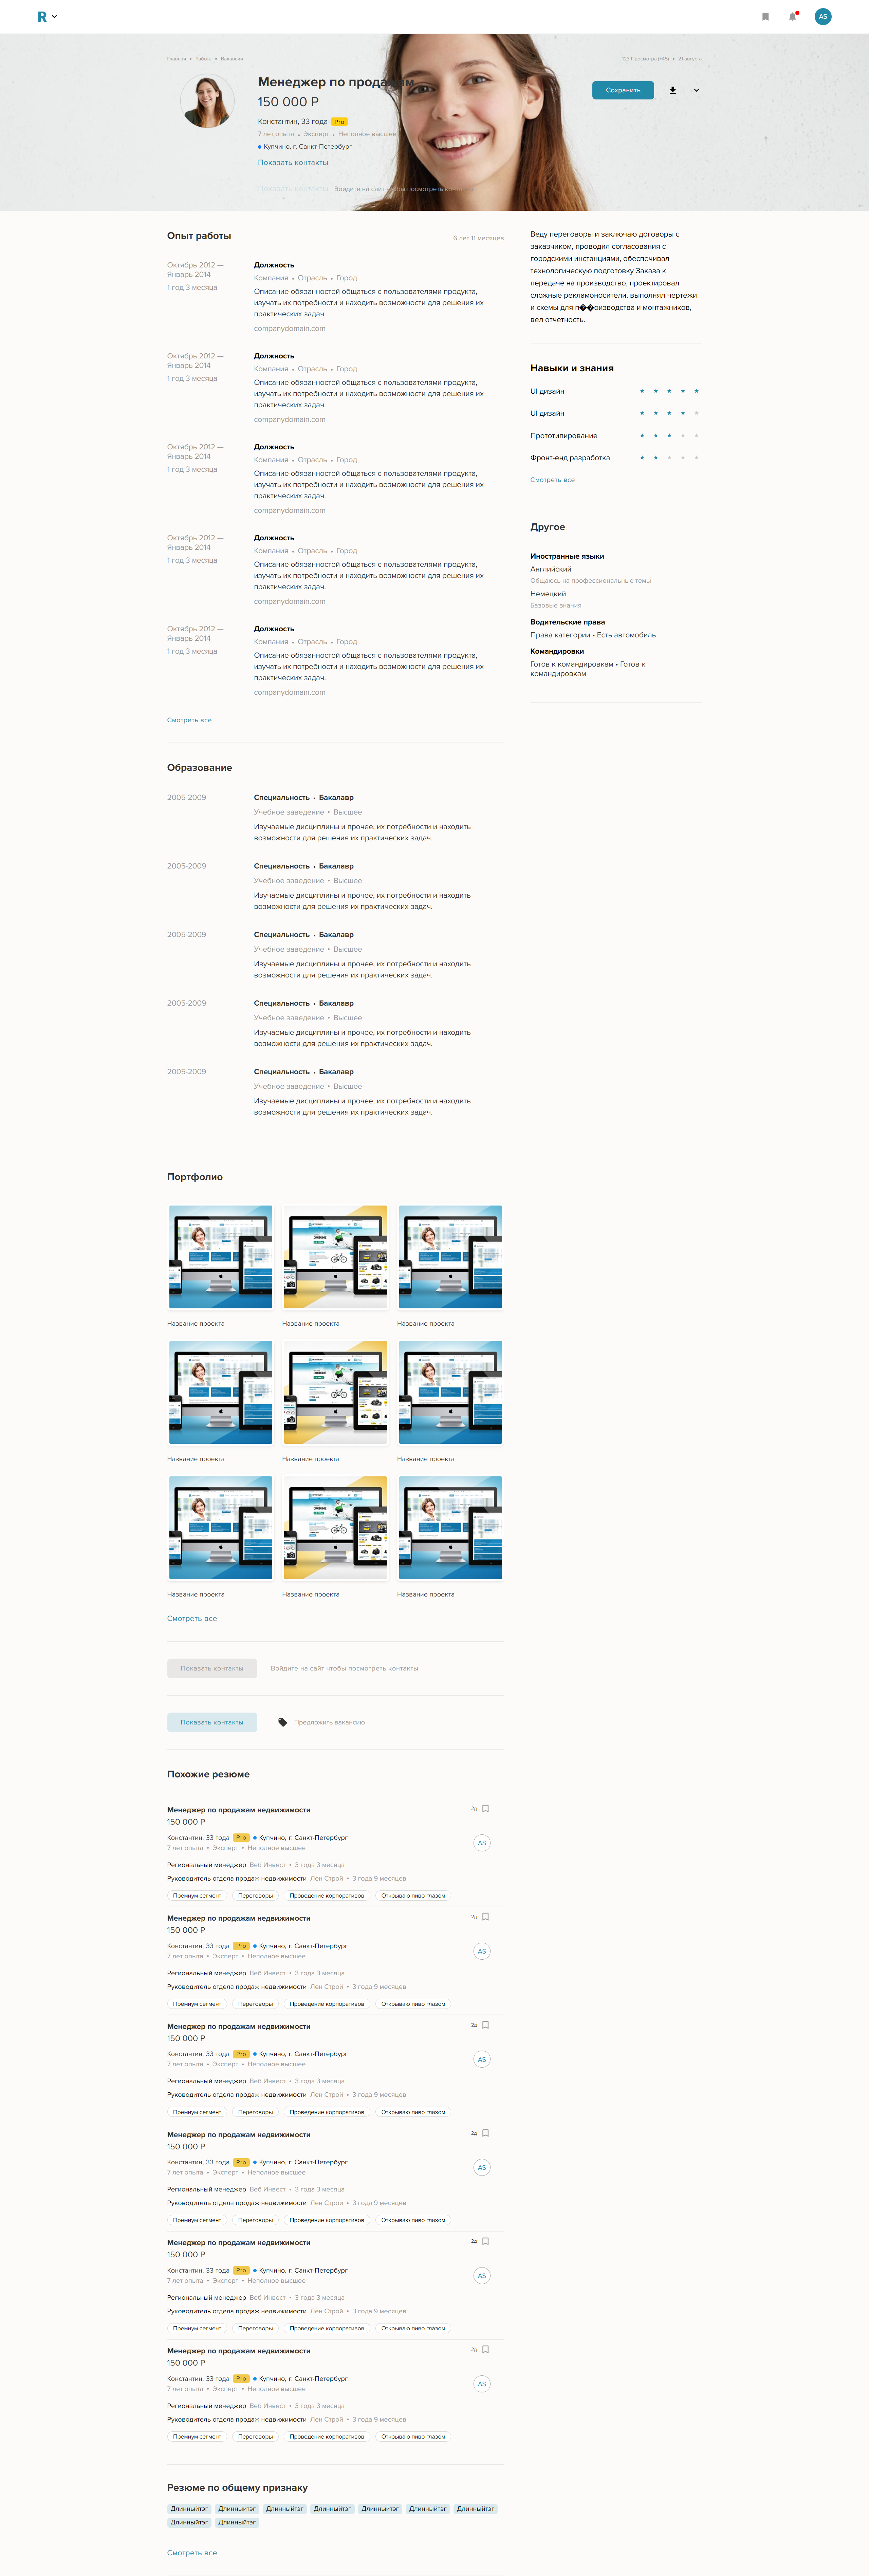 R
AS
Главная • Работа • Вакансия
123 Просмотра (+45) • 21 августа
Менеджер по продажам
150 000 Р
Сохранить
Константин, 33 года Pro
7 лет опыта • Эксперт • Неполное высшее
Купчино, г. Санкт-Петербург
Показать контакты
Показать контакты Войдите на сайт чтобы посмотреть
Опыт работы
6 лет 11 месяцев
Октябрь 2012 —
Январь 2014
1 год 3 месяца
Должность
Компания • Отрасль • Город
Описание обязанностей общаться с пользователями продукта,
изучать их потребности и находить возможности для решения их
практических задач.
companydomain.com
Октябрь 2012 —
Январь 2014
1 год 3 месяца
Должность
Компания • Отрасль • Город
Описание обязанностей общаться с пользователями продукта,
изучать их потребности и находить возможности для решения их
практических задач.
companydomain.com
Октябрь 2012 —
Январь 2014
1 год 3 месяца
Должность
Компания • Отрасль • Город
Описание обязанностей общаться с пользователями продукта,
изучать их потребности и находить возможности для решения их
практических задач.
companydomain.com
Октябрь 2012 —
Январь 2014
1 год 3 месяца
Должность
Компания • Отрасль • Город
Описание обязанностей общаться с пользователями продукта,
изучать их потребности и находить возможности для решения их
практических задач.
companydomain.com
Октябрь 2012 —
Январь 2014
1 год 3 месяца
Должность
Компания • Отрасль • Город
Описание обязанностей общаться с пользователями продукта,
изучать их потребности и находить возможности для решения их
практических задач.
companydomain.com
Смотреть все
Веду переговоры и заключаю договоры с
заказчиком, проводил согласования с
городскими инстанциями, обеспечивал
технологическую подготовку Заказа к
передаче на производство, проектировал
сложные рекламоносители, выполнял чертежи
и схемы для п��оизводства и монтажников,
вел отчетность.
Навыки и знания
UI дизайн
UI дизайн
Прототипирование
Фронт-енд разработка
Смотреть все
Другое
Иностранные языки
Английский
Общаюсь на профессиональные темы
Немецкий
Базовые знания
Водительские права
Права категории • Есть автомобиль
Командировки
Готов к командировкам • Готов к
командировкам
Образование
2005-2009
Специальность • Бакалавр
Учебное заведение • Высшее
Изучаемые дисциплины и прочее, их потребности и находить
возможности для решения их практических задач.
2005-2009
Специальность • Бакалавр
Учебное заведение • Высшее
Изучаемые дисциплины и прочее, их потребности и находить
возможности для решения их практических задач.
2005-2009
Специальность • Бакалавр
Учебное заведение • Высшее
Изучаемые дисциплины и прочее, их потребности и находить
возможности для решения их практических задач.
2005-2009
Специальность • Бакалавр
Учебное заведение • Высшее
Изучаемые дисциплины и прочее, их потребности и находить
возможности для решения их практических задач.
2005-2009
Специальность • Бакалавр
Учебное заведение • Высшее
Изучаемые дисциплины и прочее, их потребности и находить
возможности для решения их практических задач.
Портфолио
Название проекта Название проекта Название проекта
Название проекта Название проекта Название проекта
Название проекта Название проекта Название проекта
Смотреть все
Показать контакты Войдите на сайт чтобы посмотреть контакты
Показать контакты Предложить вакансию
Похожие резюме
Менеджер по продажам недвижимости 2д
150 000 Р
Константин, 33 года Pro Купчино, г. Санкт-Петербург AS
7 лет опыта • Эксперт • Неполное высшее
Региональный менеджер Веб Инвест • 3 года 3 месяца
Руководитель отдела продаж недвижимости Лен Строй • 3 года 9 месяцев
Премиум сегмент Переговоры Проведение корпоративов Открываю пиво глазом
Менеджер по продажам недвижимости 2д
150 000 Р
Константин, 33 года Pro Купчино, г. Санкт-Петербург AS
7 лет опыта • Эксперт • Неполное высшее
Региональный менеджер Веб Инвест • 3 года 3 месяца
Руководитель отдела продаж недвижимости Лен Строй • 3 года 9 месяцев
Премиум сегмент Переговоры Проведение корпоративов Открываю пиво глазом
Менеджер по продажам недвижимости 2д
150 000 Р
Константин, 33 года Pro Купчино, г. Санкт-Петербург AS
7 лет опыта • Эксперт • Неполное высшее
Региональный менеджер Веб Инвест • 3 года 3 месяца
Руководитель отдела продаж недвижимости Лен Строй • 3 года 9 месяцев
Премиум сегмент Переговоры Проведение корпоративов Открываю пиво глазом
Менеджер по продажам недвижимости 2д
150 000 Р
Константин, 33 года Pro Купчино, г. Санкт-Петербург AS
7 лет опыта • Эксперт • Неполное высшее
Региональный менеджер Веб Инвест • 3 года 3 месяца
Руководитель отдела продаж недвижимости Лен Строй • 3 года 9 месяцев
Премиум сегмент Переговоры Проведение корпоративов Открываю пиво глазом
Менеджер по продажам недвижимости 2д
150 000 Р
Константин, 33 года Pro Купчино, г. Санкт-Петербург AS
7 лет опыта • Эксперт • Неполное высшее
Региональный менеджер Веб Инвест • 3 года 3 месяца
Руководитель отдела продаж недвижимости Лен Строй • 3 года 9 месяцев
Премиум сегмент Переговоры Проведение корпоративов Открываю пиво глазом
Менеджер по продажам недвижимости 2д
150 000 Р
Константин, 33 года Pro Купчино, г. Санкт-Петербург AS
7 лет опыта • Эксперт • Неполное высшее
Региональный менеджер Веб Инвест • 3 года 3 месяца
Руководитель отдела продаж недвижимости Лен Строй • 3 года 9 месяцев
Премиум сегмент Переговоры Проведение корпоративов Открываю пиво глазом
Резюме по общему признаку
Длинныйтэг Длинныйтэг Длинныйтэг Длинныйтэг Длинныйтэг Длинныйтэг Длинныйтэг
Длинныйтэг Длинныйтэг
Смотреть все